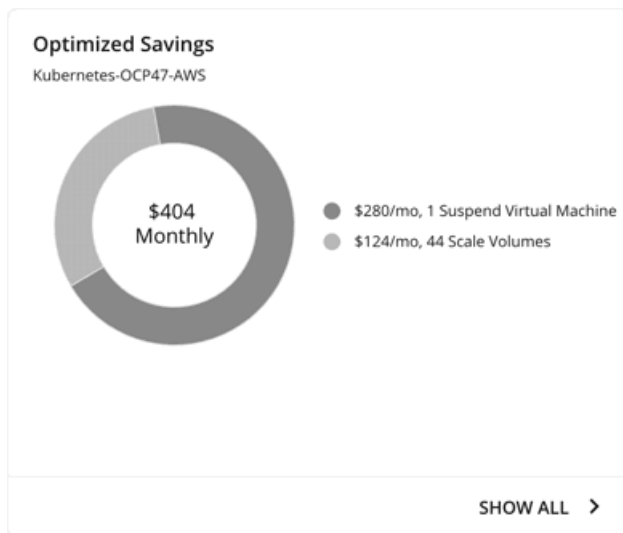 Optimized Savings
Kubernetes-OCP47-AWS
$404
Monthly
$280/mo, 1 Suspend Virtual Machine
$124/mo, 44 Scale Volumes
SHOW ALL